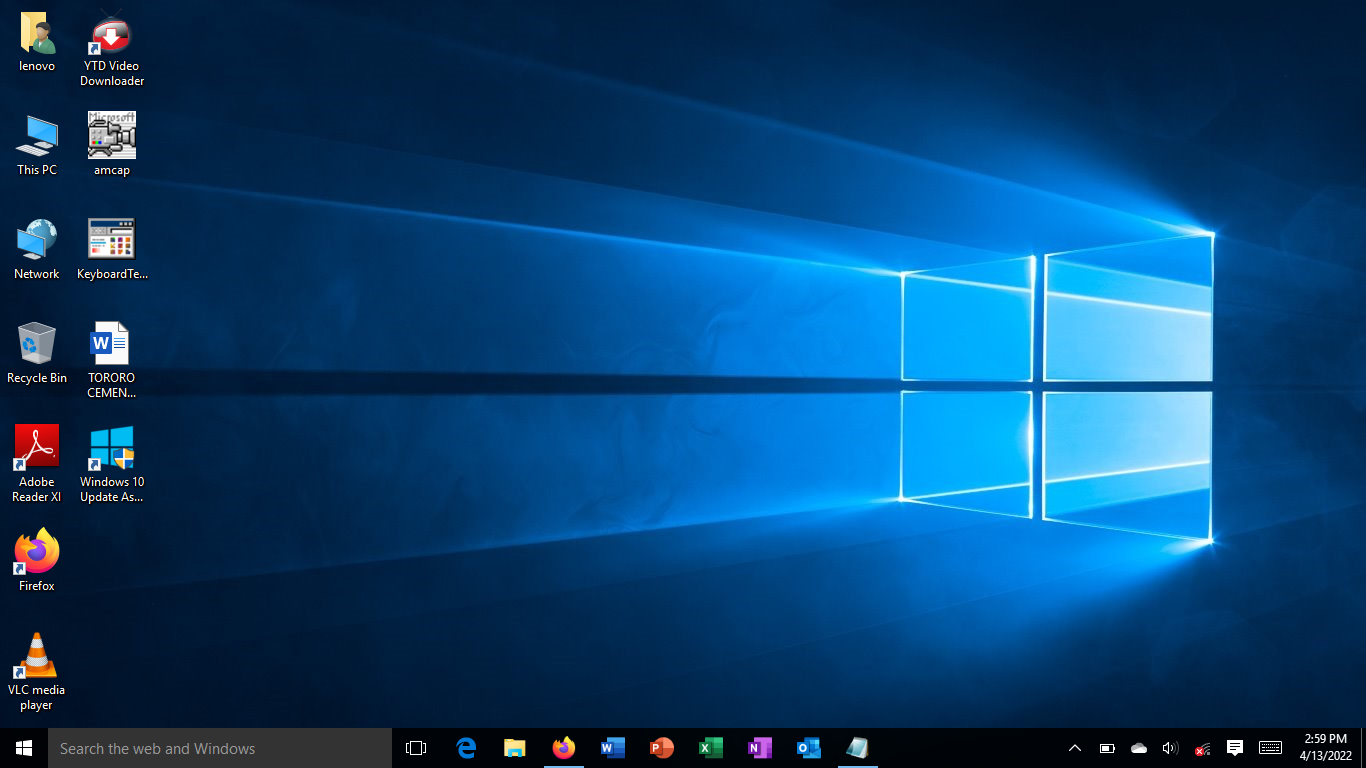 lenovo
YTD Video
Downloader
This PC
Microsoft
amcap
Network
KeyboardTe...
Recycle Bin
W
TORORO
CEMEN...
Adobe
Reader XI
Windows 10
Update As...
Firefox
VLC media
player
Search the web and Windows
W
P
X
N
O
2:59 PM
4/13/2022